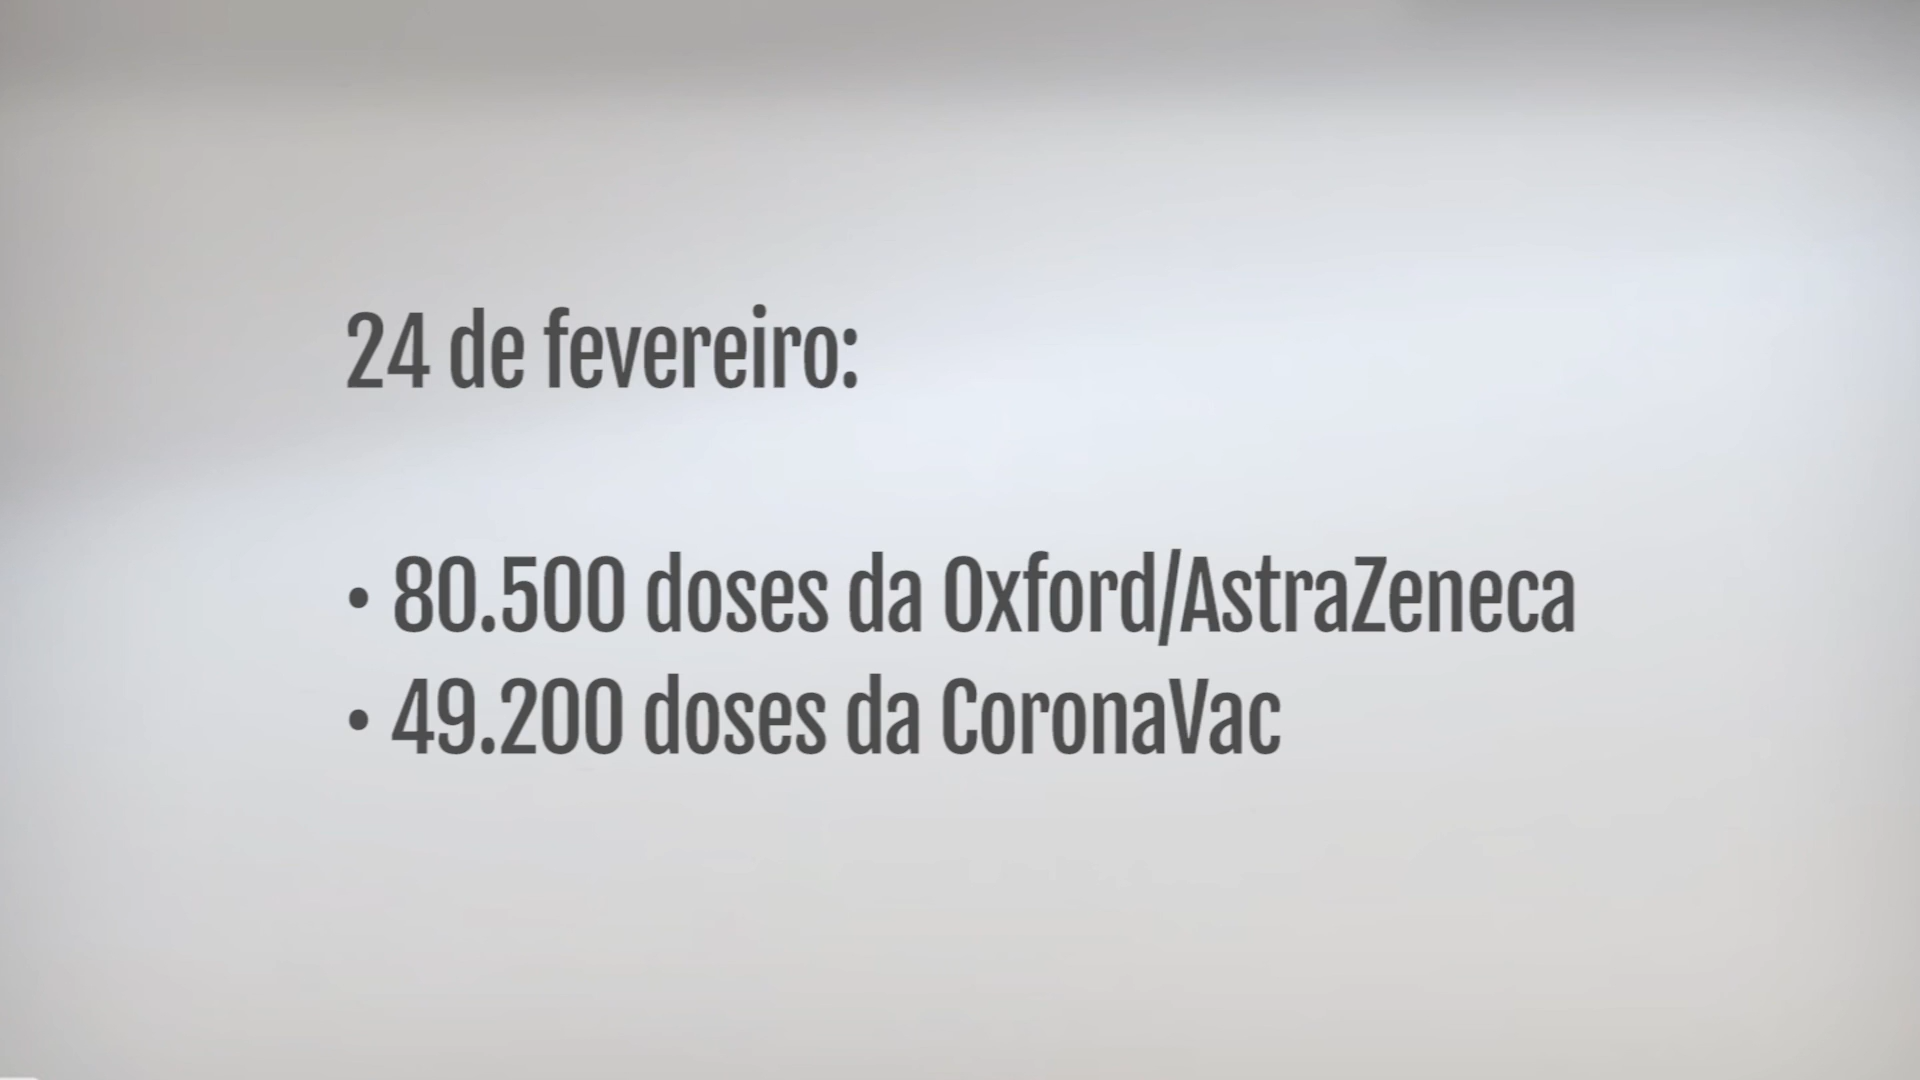 24 de fevereiro:
• 80.500 doses da Oxford/AstraZeneca
• 49.200 doses da CoronaVac